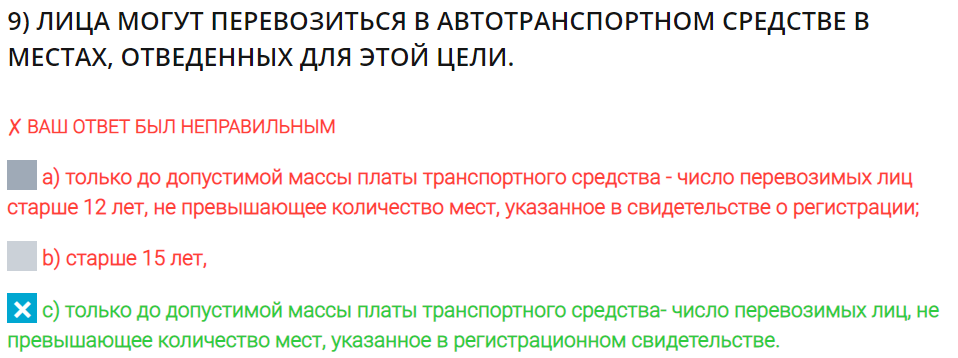 9) ЛИЦА МОГУТ ПЕРЕВОЗИТЬСЯ В АВТОТРАНСПОРТНОМ СРЕДСТВЕ В
МЕСТАХ, ОТВЕДЕННЫХ ДЛЯ ЭТОЙ ЦЕЛИ.
✗ ВАШ ОТВЕТ БЫЛ НЕПРАВИЛЬНЫМ
a) только до допустимой массы платы транспортного средства - число перевозимых лиц
старше 12 лет, не превышающее количество мест, указанное в свидетельстве о регистрации;
b) старше 15 лет,
c) только до допустимой массы платы транспортного средства- число перевозимых лиц, не
превышающее количество мест, указанное в регистрационном свидетельстве.